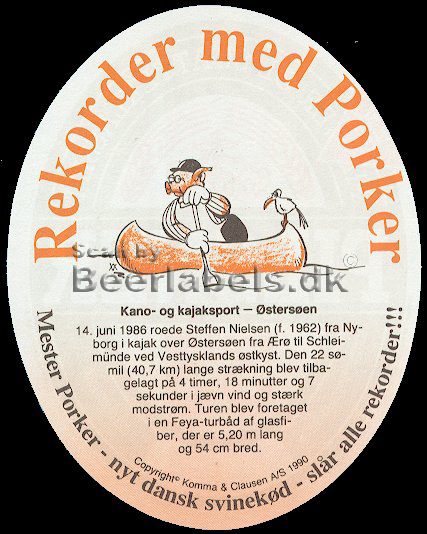 Rekorder med Porker
Scan by
Beerlabels.dk
©
Kano- og kajaksport – Østersøen
14. juni 1986 roede Steffen Nielsen (f. 1962) fra Ny-
borg i kajak over Østersøen fra Ærø til Schlei-
münde ved Vesttysklands østkyst. Den 22 sø-
mil (40,7 km) lange strækning blev tilba-
gelagt på 4 timer, 18 minutter og 7
sekunder i jævn vind og stærk
modstrøm. Turen blev foretaget
i en Feya-turbåd af glasfi-
ber, der er 5,20 m lang
og 54 cm bred.
Copyright© Komma & Clausen A/S 1990
Mester Porker - nyt dansk svinekød - slår alle rekorder!!!